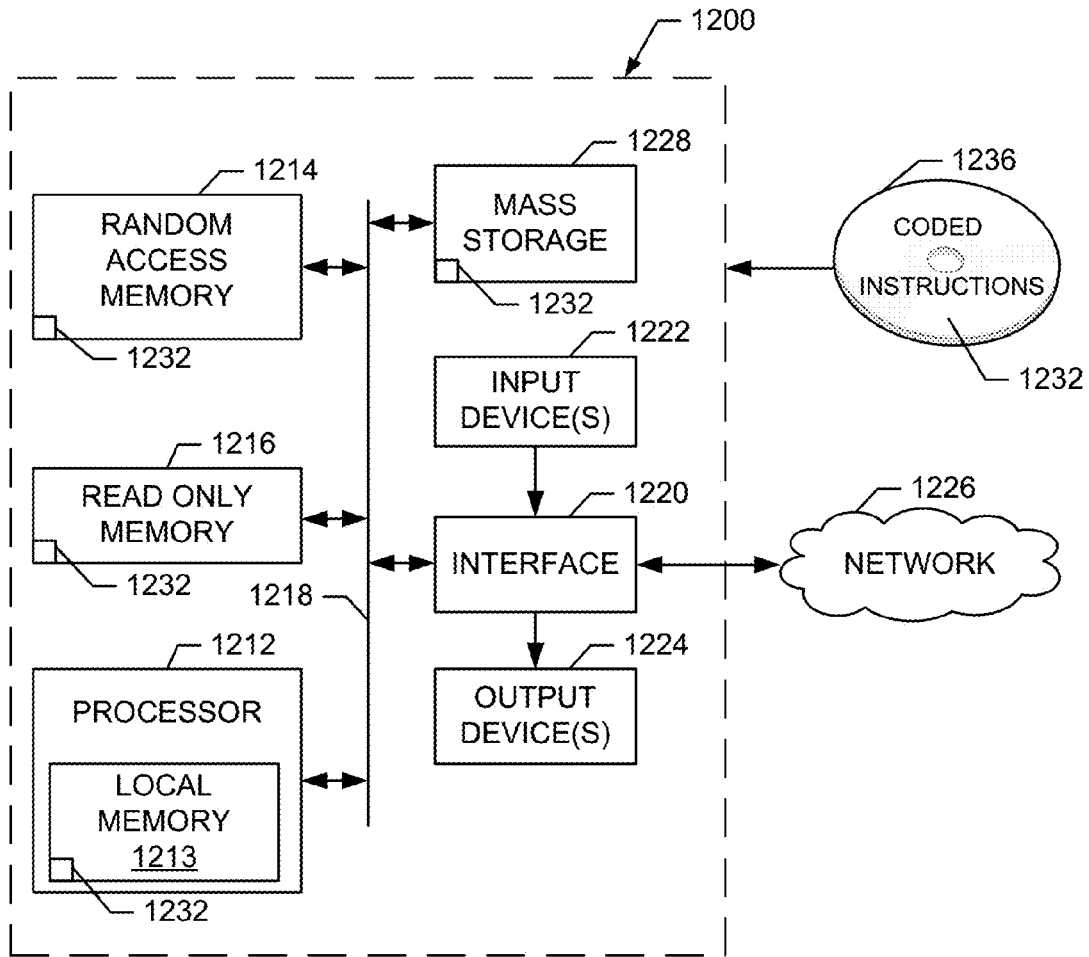 1200
1214
RANDOM
ACCESS
MEMORY
1232
1228
MASS
STORAGE
1232
1236
CODED
INSTRUCTIONS
1232
1222
INPUT
DEVICE(S)
1216
READ ONLY
MEMORY
1232
1220
INTERFACE
1226
NETWORK
1218
1212
PROCESSOR
LOCAL
MEMORY
1213
1232
1224
OUTPUT
DEVICE(S)